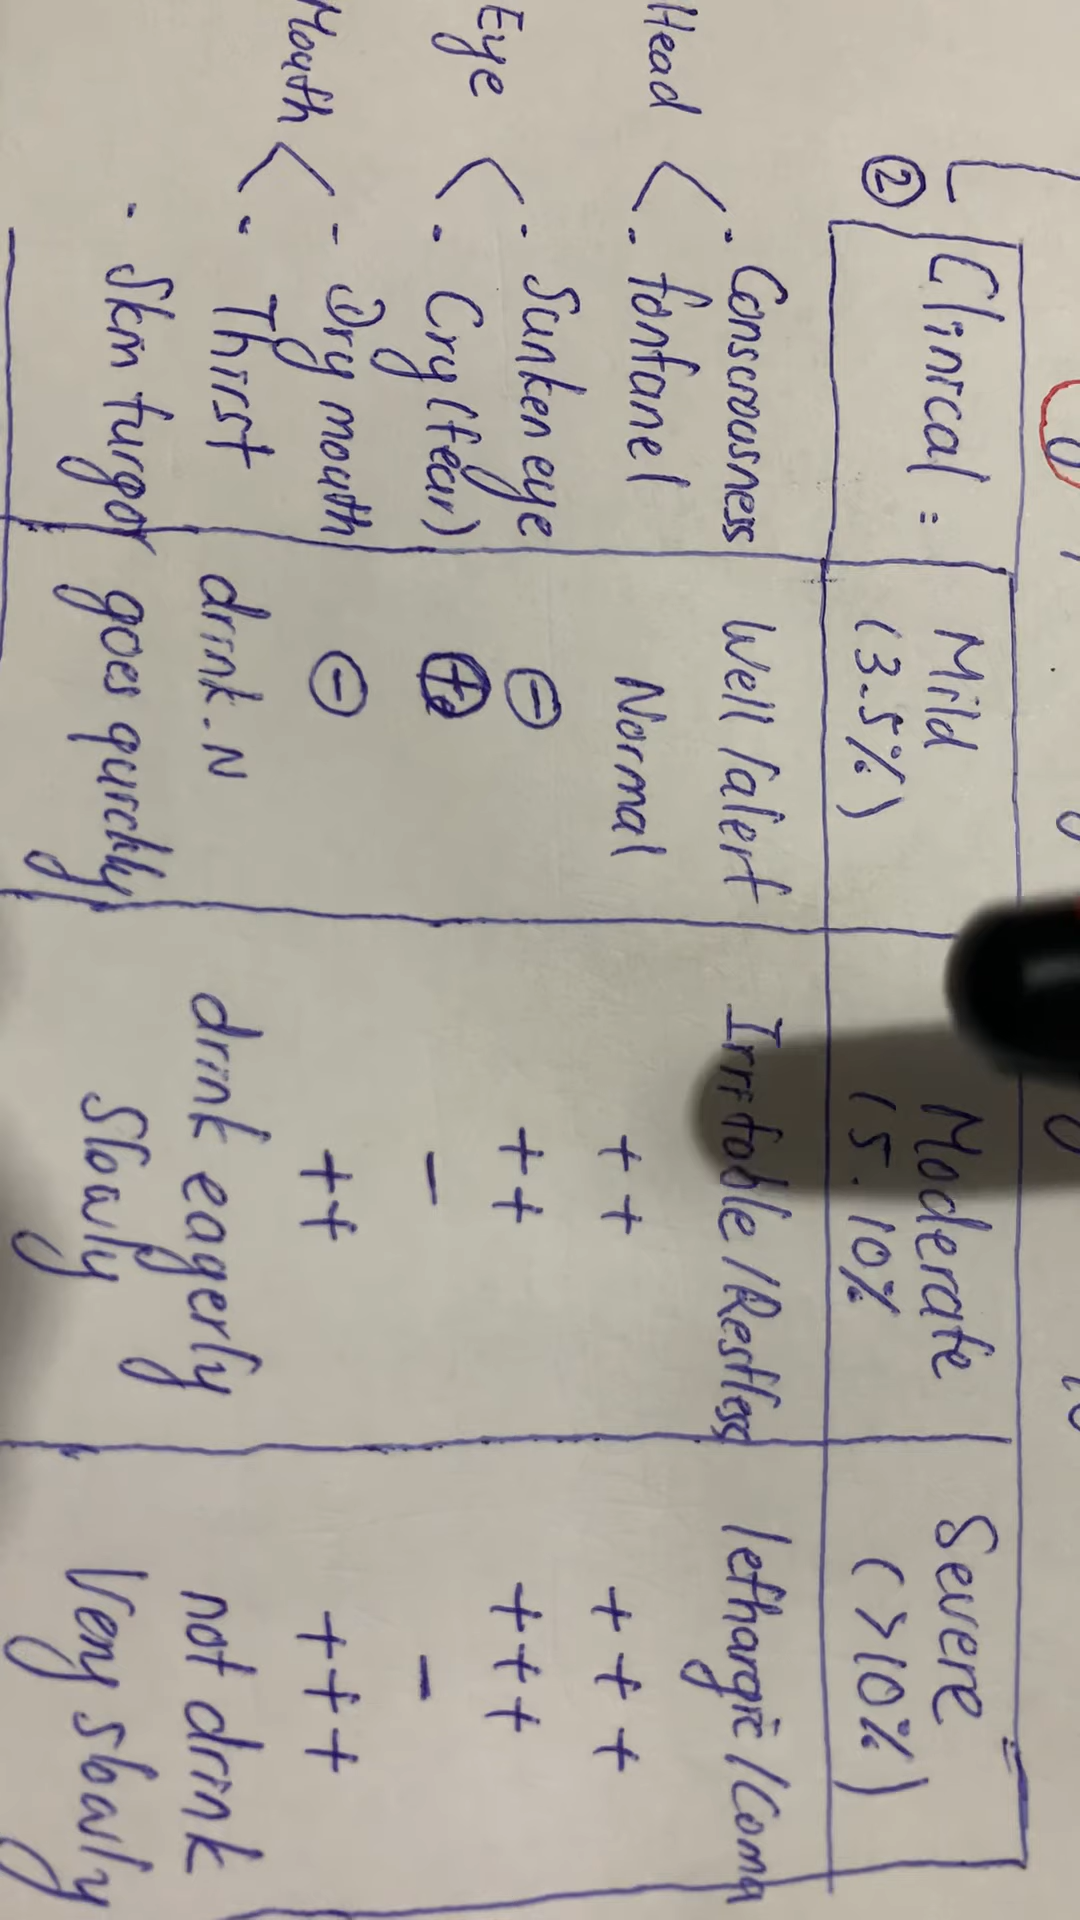 ② Clinical : Mild Moderate Severe
(3-5%) (5-10% (>10%)
Head < . Consciousness Well/alert Irritable/Restless lethargic/Coma
. fontanel Normal ++ +++
Eye < . Sunken eye ⊖ ++ +++
. Cry (tear) ⊕ - -
Mouth < - Dry mouth ⊖ ++ +++
. Thirst drink.N drink eagerly not drink
. Skin turgor goes quickly Slowly Very slowly